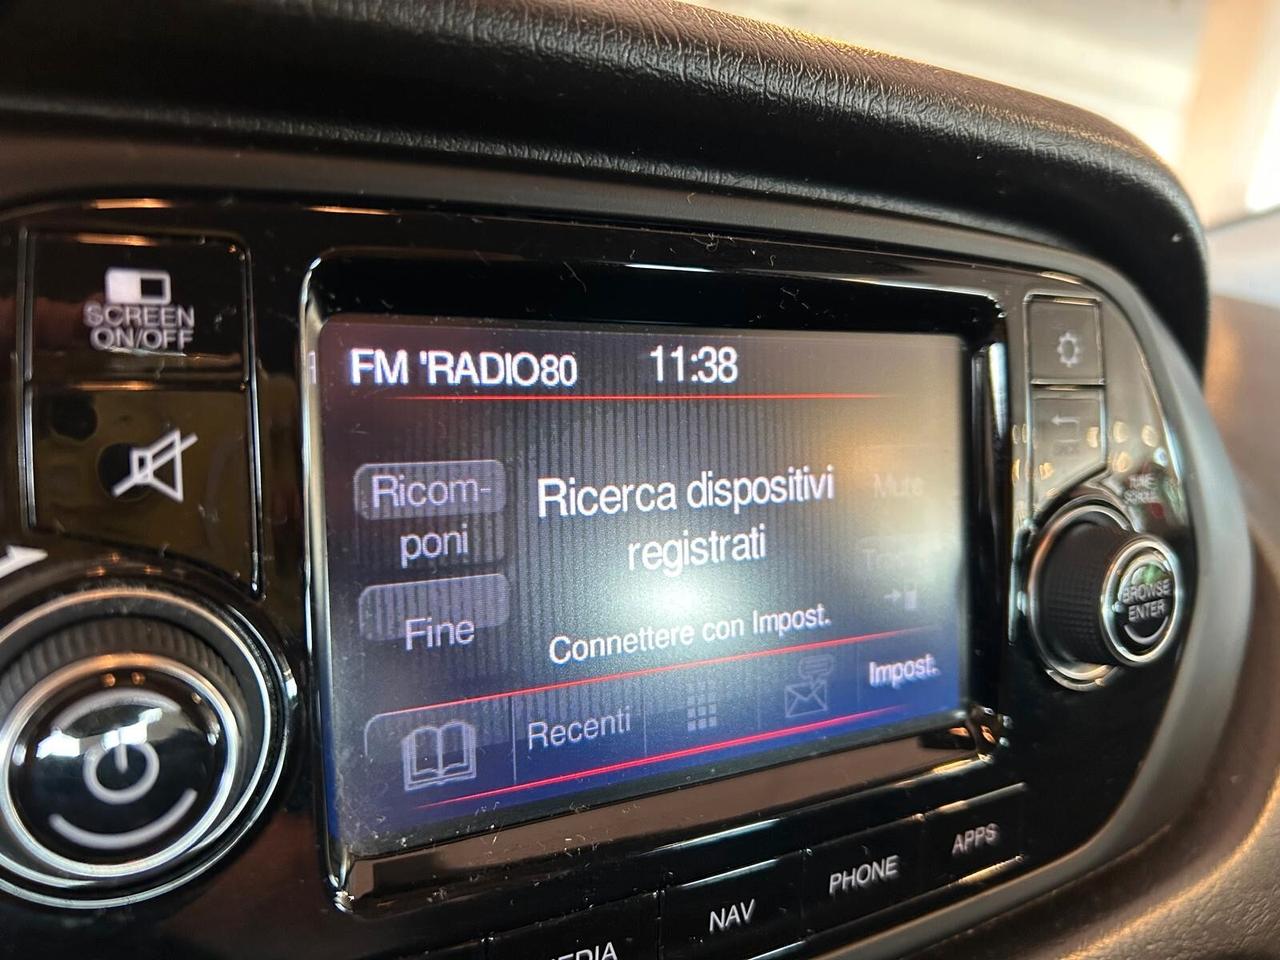 SCREEN
ON/OFF
FM 'RADIO80
11:38
Ricom-
poni
Ricerca dispositivi
registrati
Mute
Fine
Connettere con Impost.
Recenti
Impost.
BROWSE
ENTER
NAV
PHONE
APPS